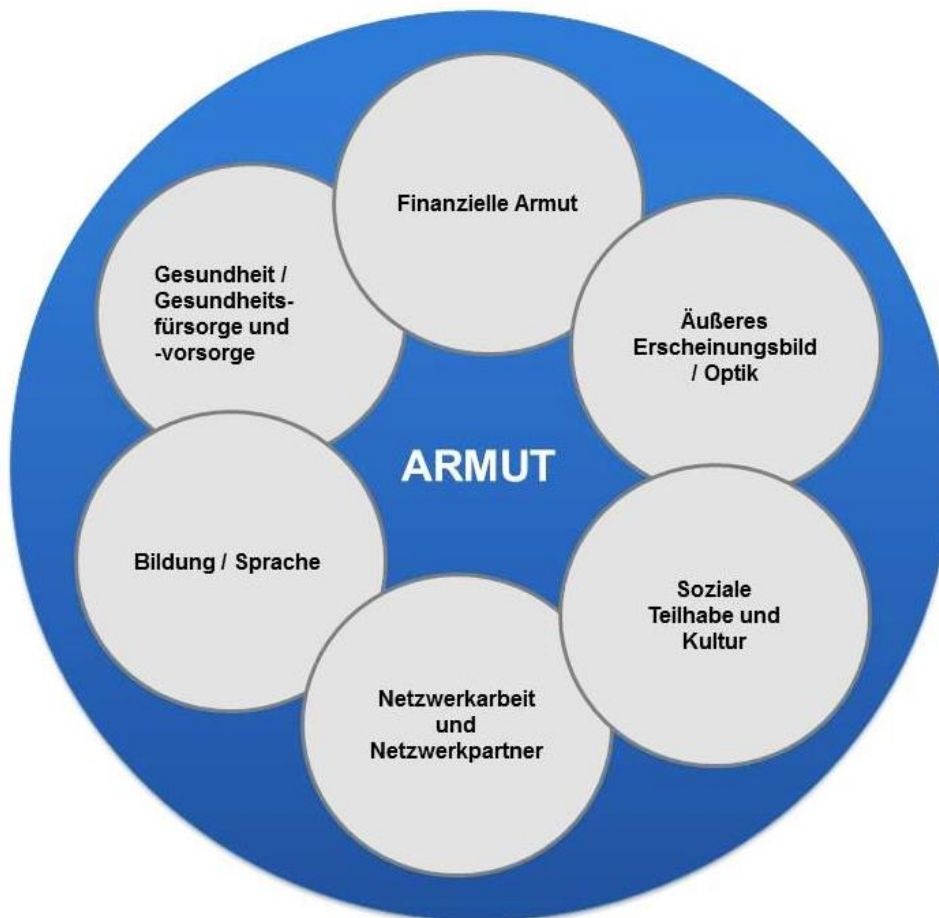 Finanzielle Armut
Gesundheit /
Gesundheits-
fürsorge und
-vorsorge
Äußeres
Erscheinungsbild
/ Optik
ARMUT
Bildung / Sprache
Soziale
Teilhabe und
Kultur
Netzwerkarbeit
und
Netzwerkpartner